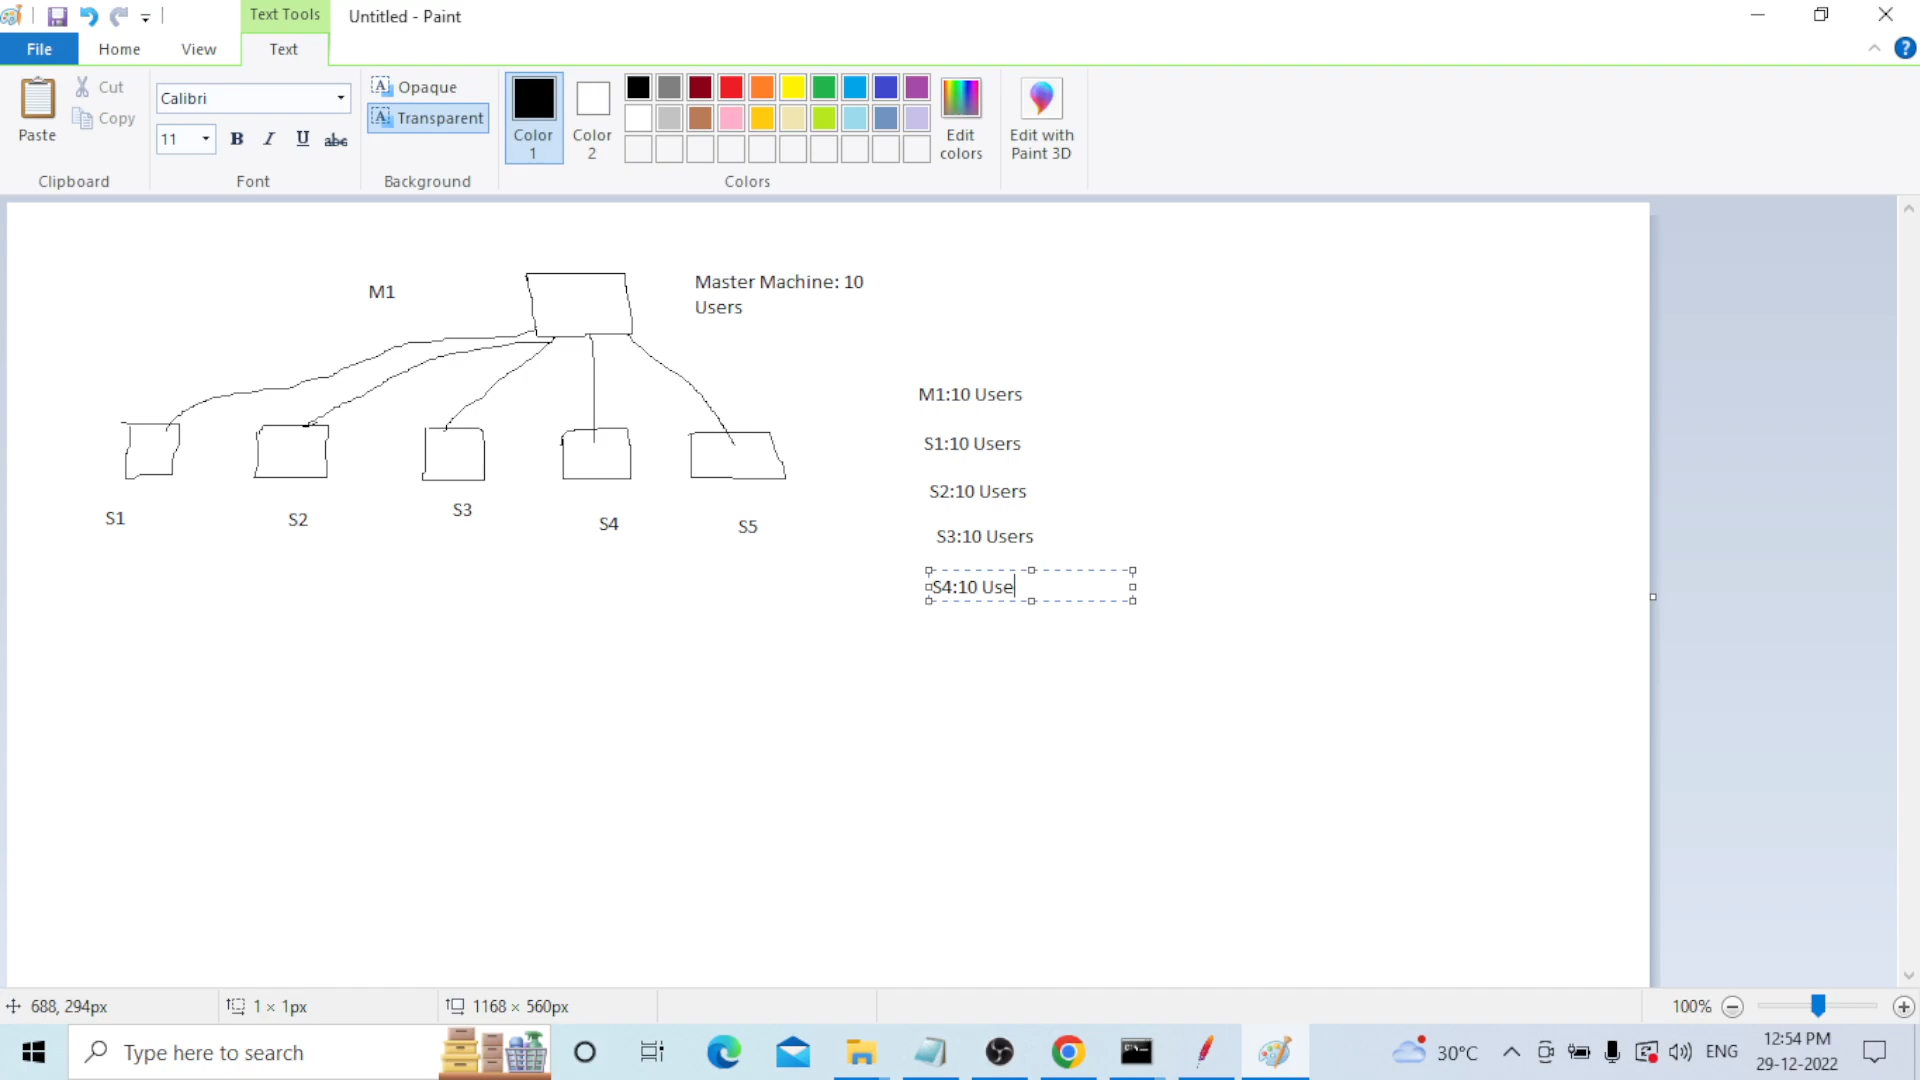 Text Tools
Untitled - Paint
File
Home
View
Text
Paste
Cut
Copy
Clipboard
Calibri
11
B I U abc
Font
Opaque
Transparent
Background
Color 1
Color 2
Colors
Edit colors
Edit with Paint 3D
M1
Master Machine: 10
Users
M1:10 Users
S1:10 Users
S2:10 Users
S3:10 Users
S4:10 Use
S1
S2
S3
S4
S5
688, 294px
1 × 1px
1168 × 560px
100%
Type here to search
30°C
ENG
12:54 PM
29-12-2022